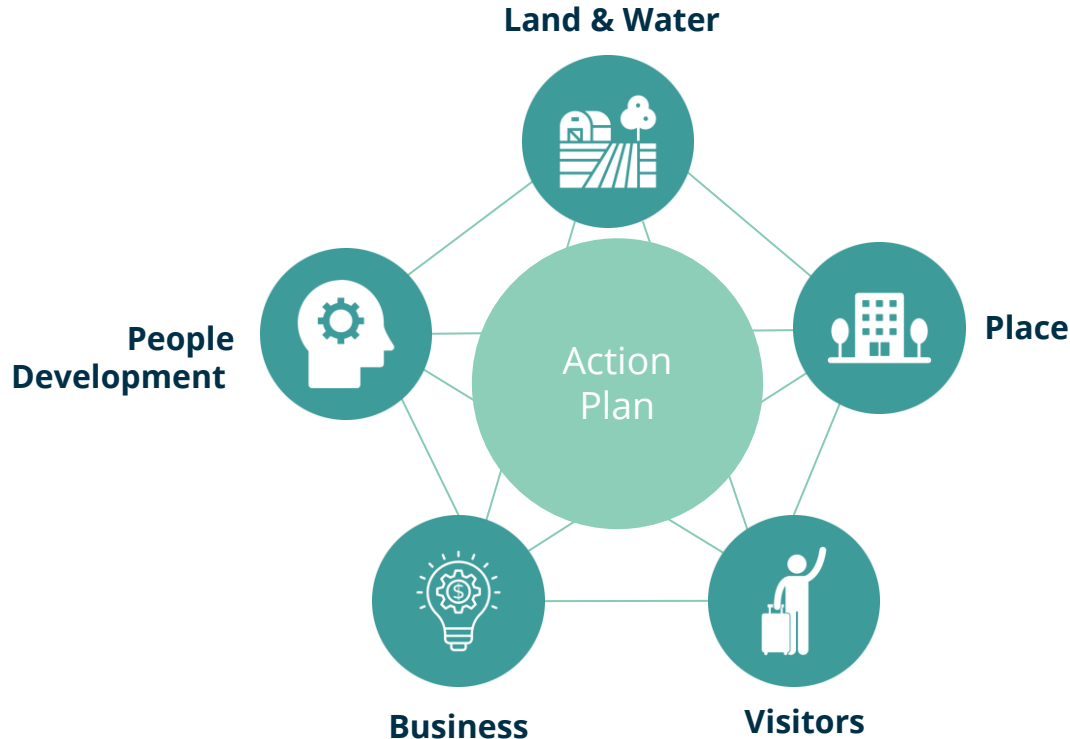 Land & Water
People
Development
Action
Plan
Place
$
Business
Visitors